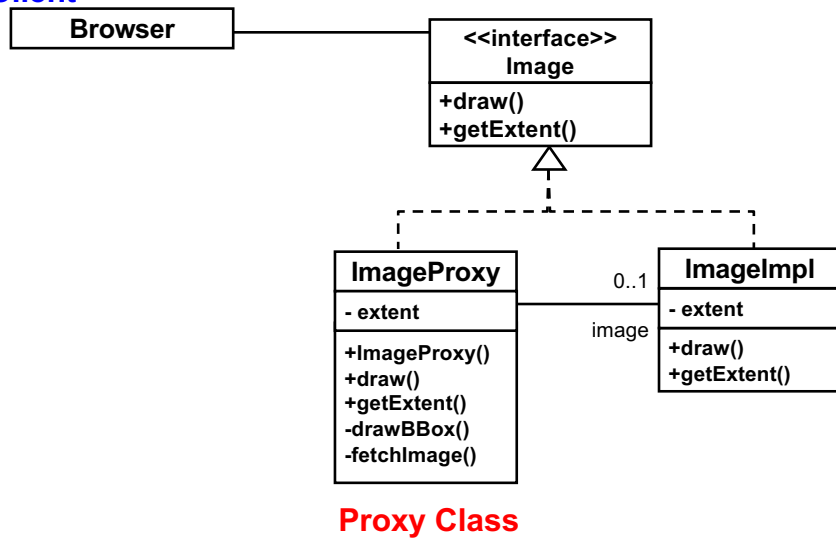 Browser
<<interface>>
Image
+draw()
+getExtent()
ImageProxy
- extent
+ImageProxy()
+draw()
+getExtent()
-drawBBox()
-fetchImage()
0..1
image
ImageImpl
- extent
+draw()
+getExtent()
Proxy Class